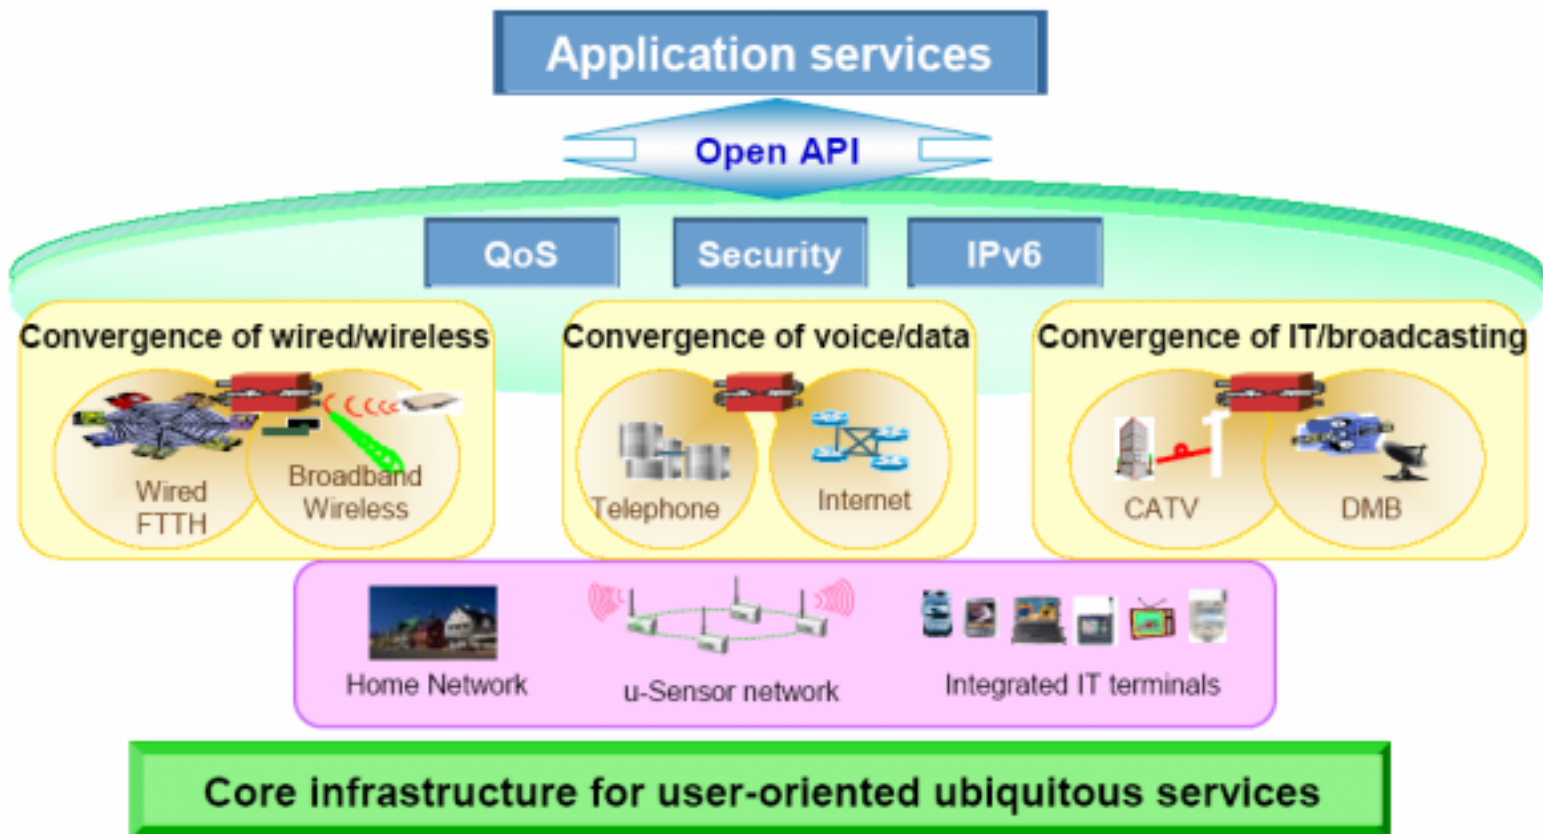 Application services
Open API
QoS
Security
IPv6
Convergence of wired/wireless
Convergence of voice/data
Convergence of IT/broadcasting
Wired
FTTH
Broadband
Wireless
Telephone
Internet
CATV
DMB
Home Network
u-Sensor network
Integrated IT terminals
Core infrastructure for user-oriented ubiquitous services